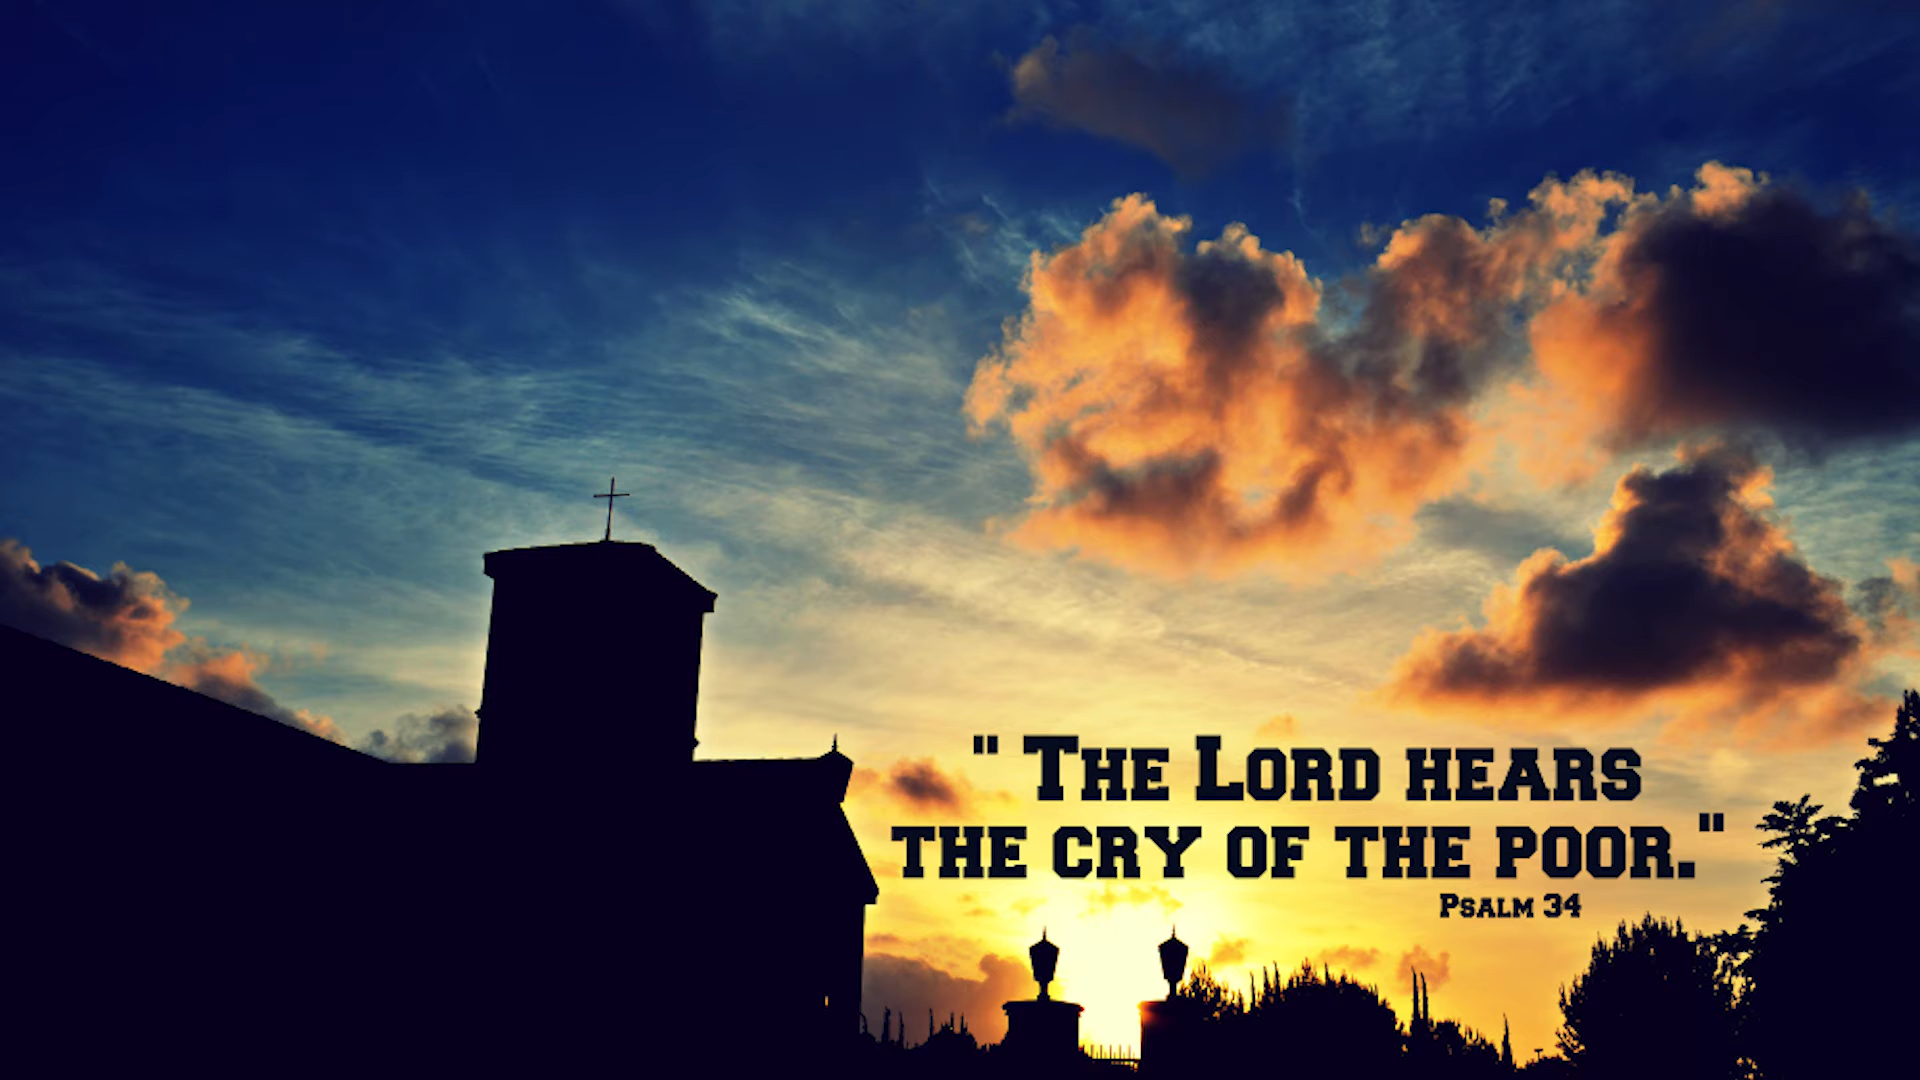 " The Lord hears
the cry of the poor."
Psalm 34